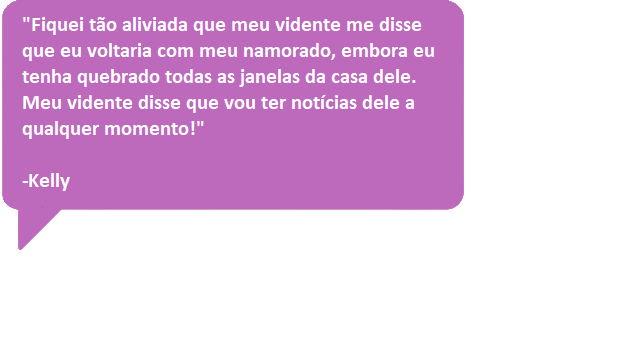 "Fiquei tão aliviada que meu vidente me disse
que eu voltaria com meu namorado, embora eu
tenha quebrado todas as janelas da casa dele.
Meu vidente disse que vou ter notícias dele a
qualquer momento!"
-Kelly